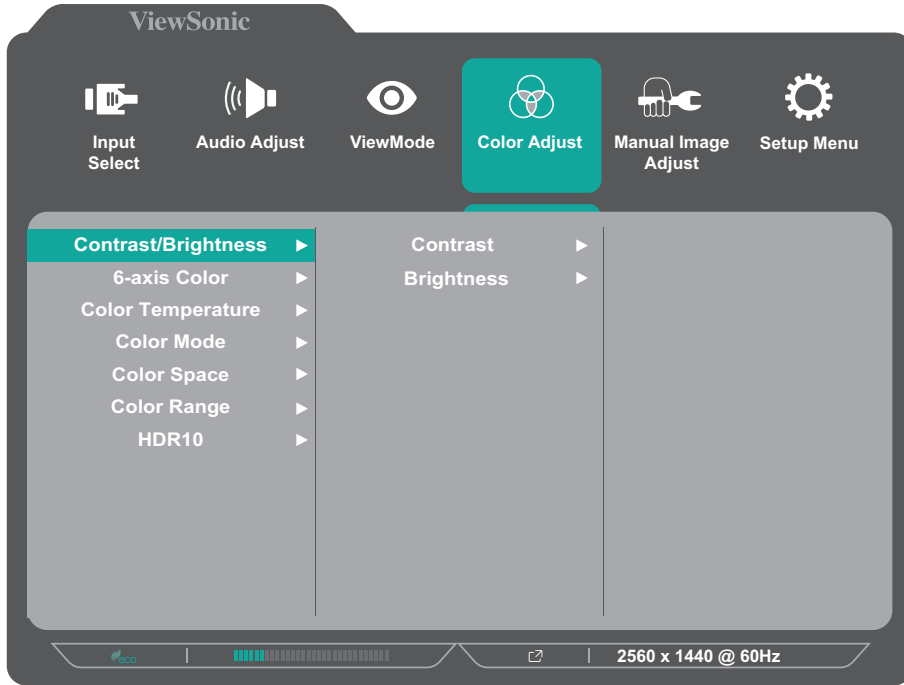 ViewSonic
Input Select
Audio Adjust
ViewMode
Color Adjust
Manual Image Adjust
Setup Menu
Contrast/Brightness
6-axis Color
Color Temperature
Color Mode
Color Space
Color Range
HDR10
Contrast
Brightness
eco
2560 x 1440 @ 60Hz